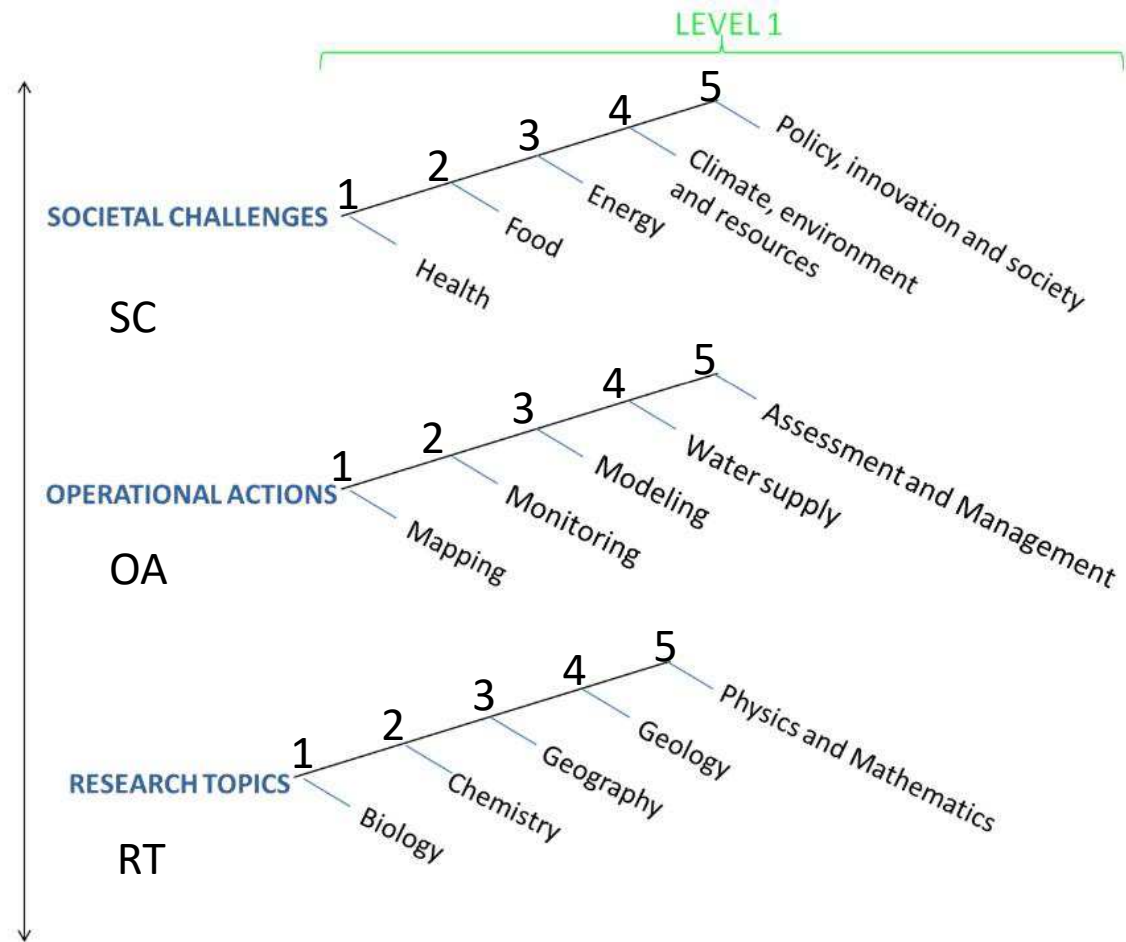 LEVEL 1
SOCIETAL CHALLENGES
SC
1
Health
2
Food
3
Energy
4
Climate, environment
and resources
5
Policy, innovation and society
OPERATIONAL ACTIONS
OA
1
Mapping
2
Monitoring
3
Modeling
4
Water supply
5
Assessment and Management
RESEARCH TOPICS
RT
1
Biology
2
Chemistry
3
Geography
4
Geology
5
Physics and Mathematics